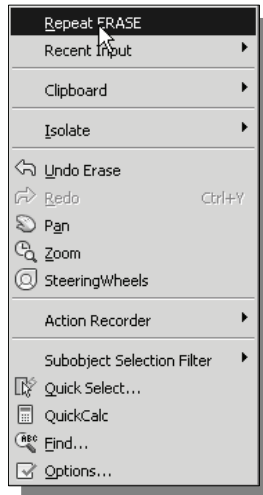 Repeat ERASE
Recent Input
Clipboard
Isolate
Undo Erase
Redo Ctrl+Y
Pan
Zoom
SteeringWheels
Action Recorder
Subobject Selection Filter
Quick Select...
QuickCalc
ABC Find...
Options...